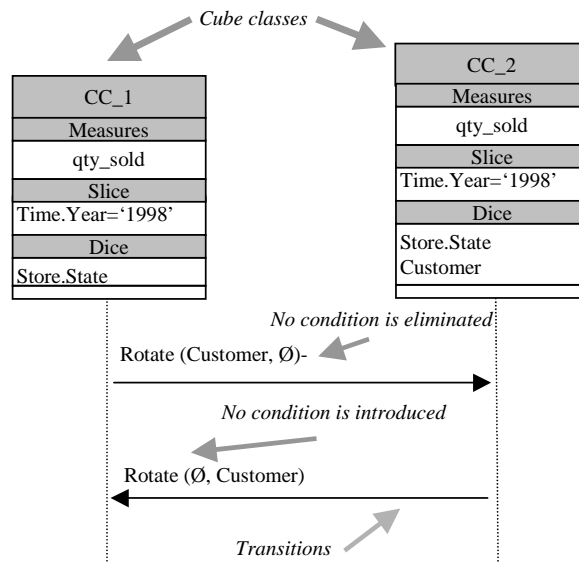 Cube classes
CC_1
Measures
qty_sold
Slice
Time.Year=‘1998’
Dice
Store.State
CC_2
Measures
qty_sold
Slice
Time.Year=‘1998’
Dice
Store.State
Customer
No condition is eliminated
Rotate (Customer, Ø)-
No condition is introduced
Rotate (Ø, Customer)
Transitions